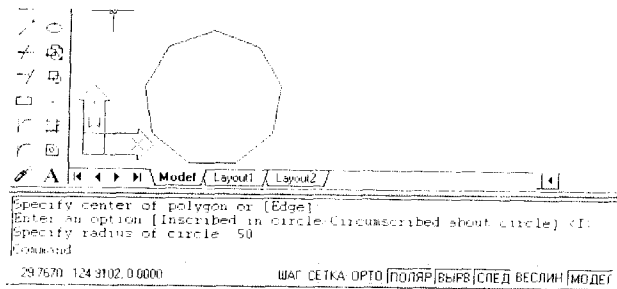 Model Layout1 Layout2
Specify center of polygon or [Edge]
Enter an option [Inscribed in circle/Circumscribed about circle] <I:
Specify radius of circle 50
Command
29.7670, 124.9102, 0.0000 ШАГ СЕТКА ОРТО ПОЛЯР ВЫРВ СЛЕД ВЕСЛИН МОДЕЛ